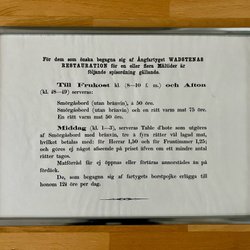 För dem som önska begagna sig af Ångfartyget WADSTENAS
RESTAURATION för en eller flera Måltider är
följande spisordning gällande.
Till Frukost kl. (8—10 f. m.) och Afton
(kl. 48—49) serveras:
Smörgåsbord (utan brännvin), à 50 öre.
Smörgåsbord (utan brännvin) och en rätt varm mat 75 öre.
En rätt varm mat 50 öre.
Middag (kl. 1—3), serveras Table d'hote som utgöres
af Smörgåsbord med bränvin, tre à fyra rätter väl lagad mat,
hvilket betalas med: för Herrar 1,50 och för Fruntimmer 1,25;
och göres ej något afseende på priset äfven om ett mindre antal
rätter tages.
Matförråd får ej öppnas eller förtäras annorstädes än på
fördäck.
De, som begagna sig af fartygets borstpojke erlägga till
honom 12 öre per dag.